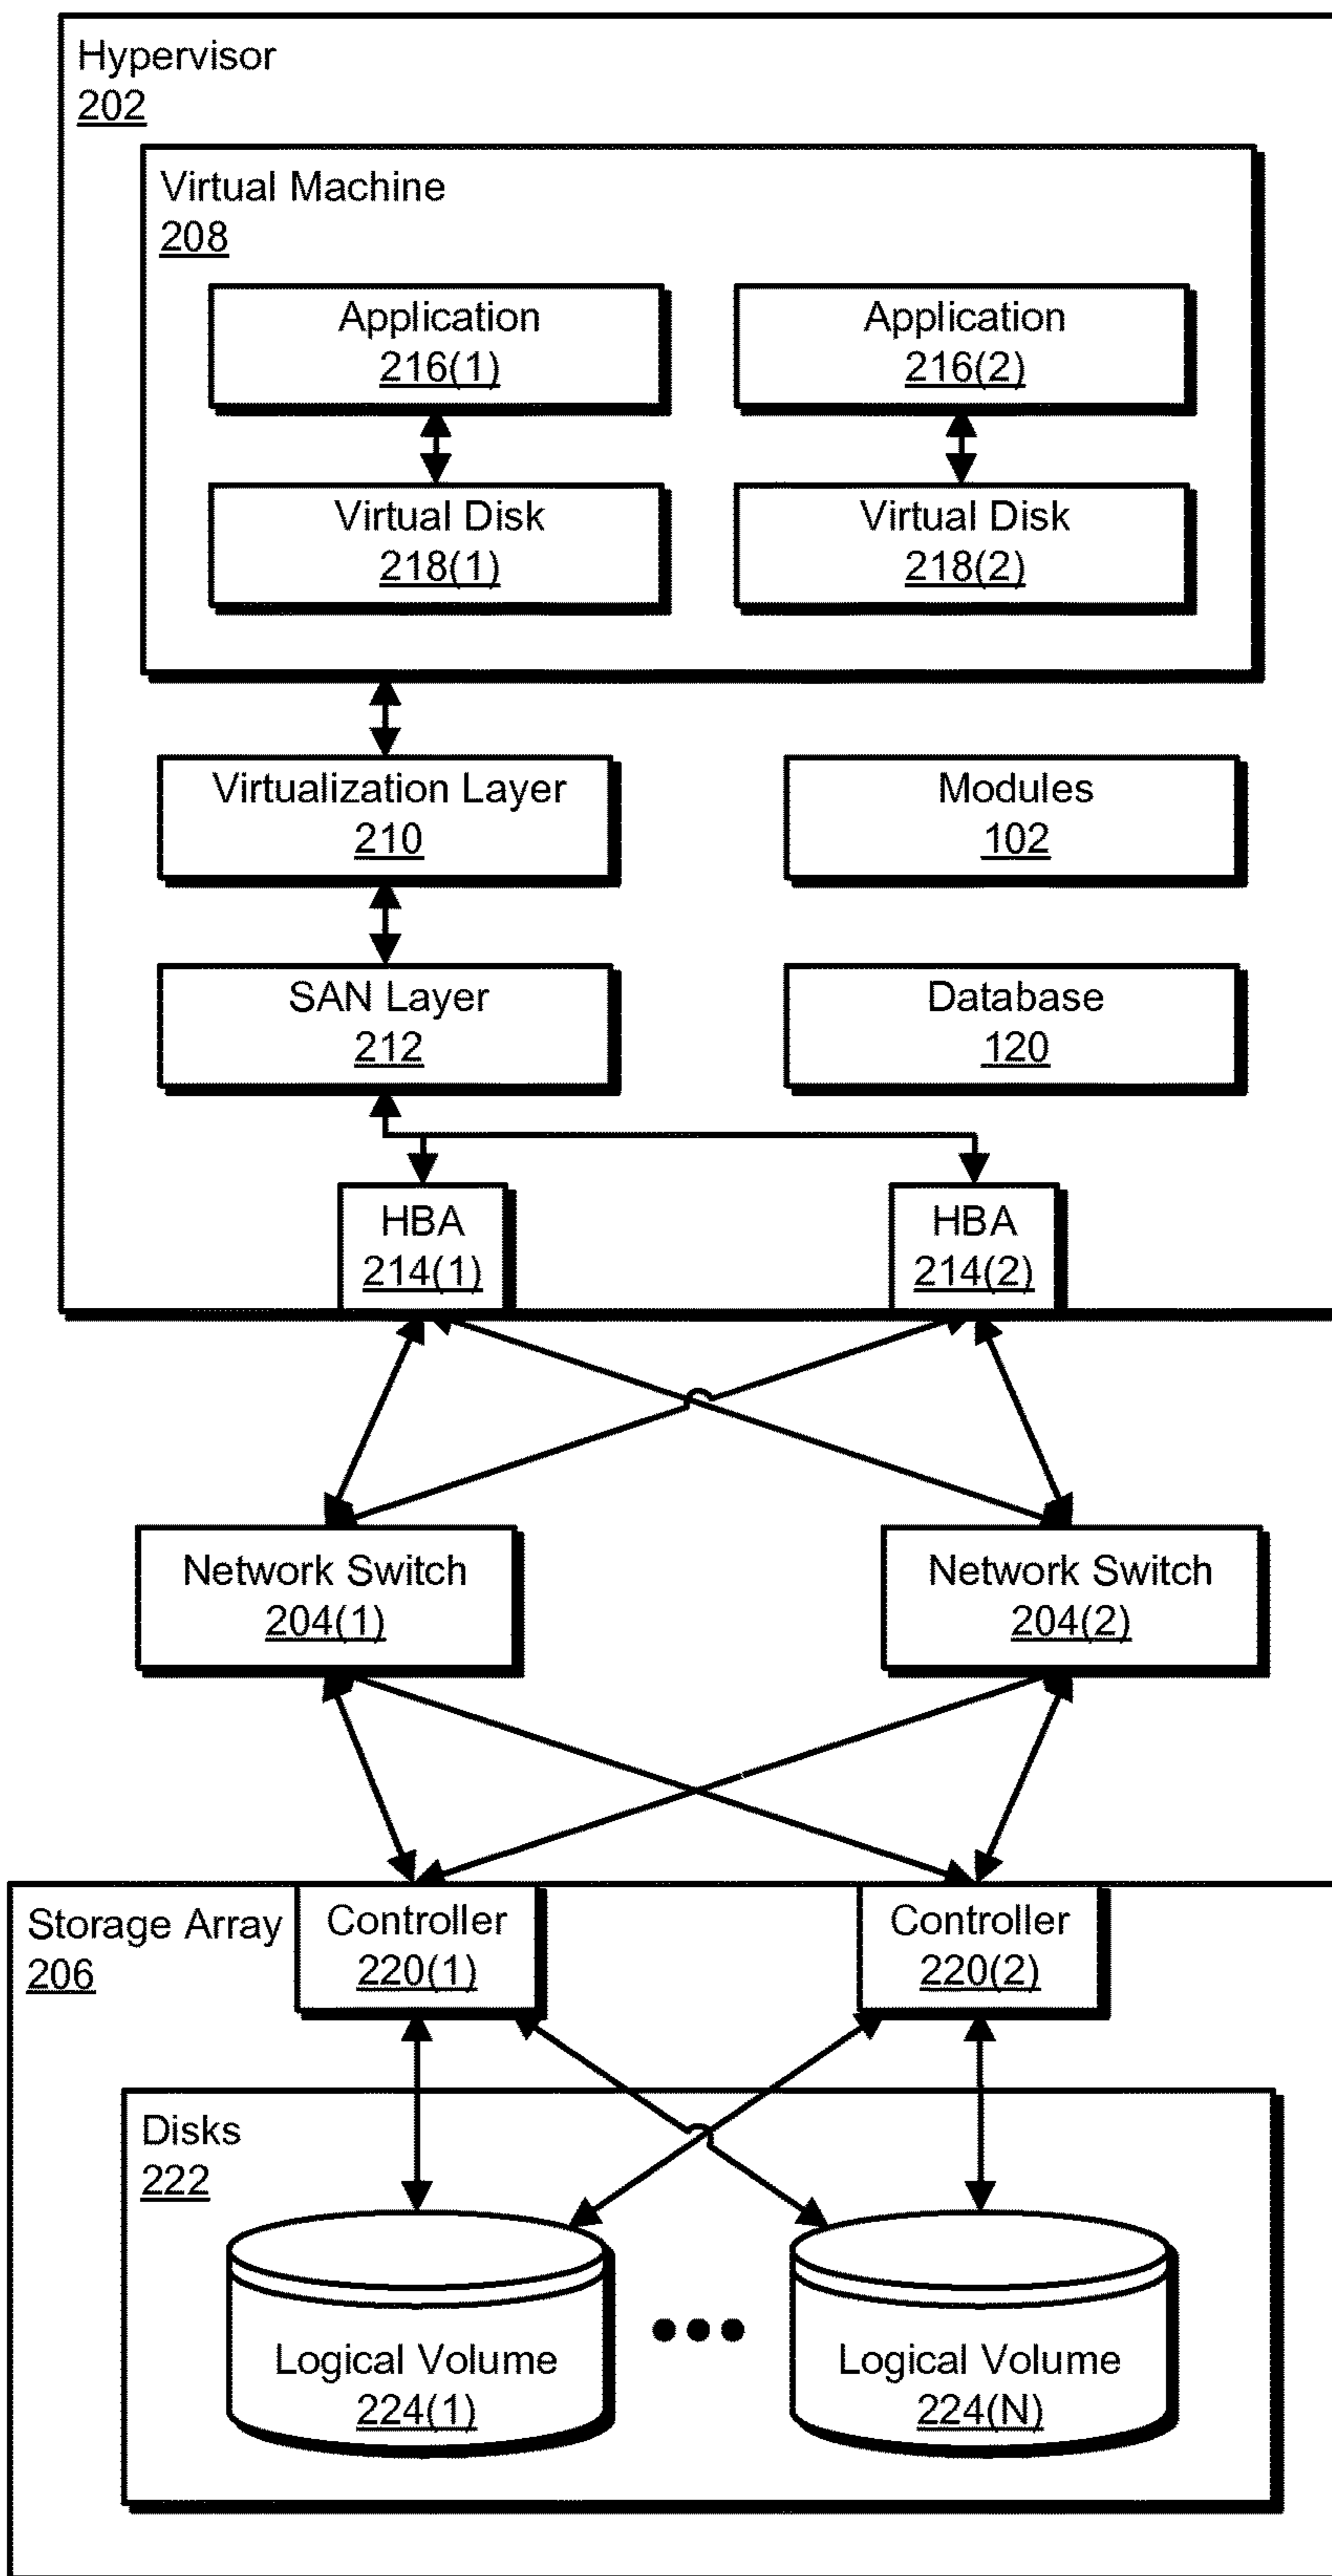 Hypervisor
202
Virtual Machine
208
Application
216(1)
Application
216(2)
Virtual Disk
218(1)
Virtual Disk
218(2)
Virtualization Layer
210
Modules
102
SAN Layer
212
Database
120
HBA
214(1)
HBA
214(2)
Network Switch
204(1)
Network Switch
204(2)
Storage Array
206
Controller
220(1)
Controller
220(2)
Disks
222
Logical Volume
224(1)
Logical Volume
224(N)